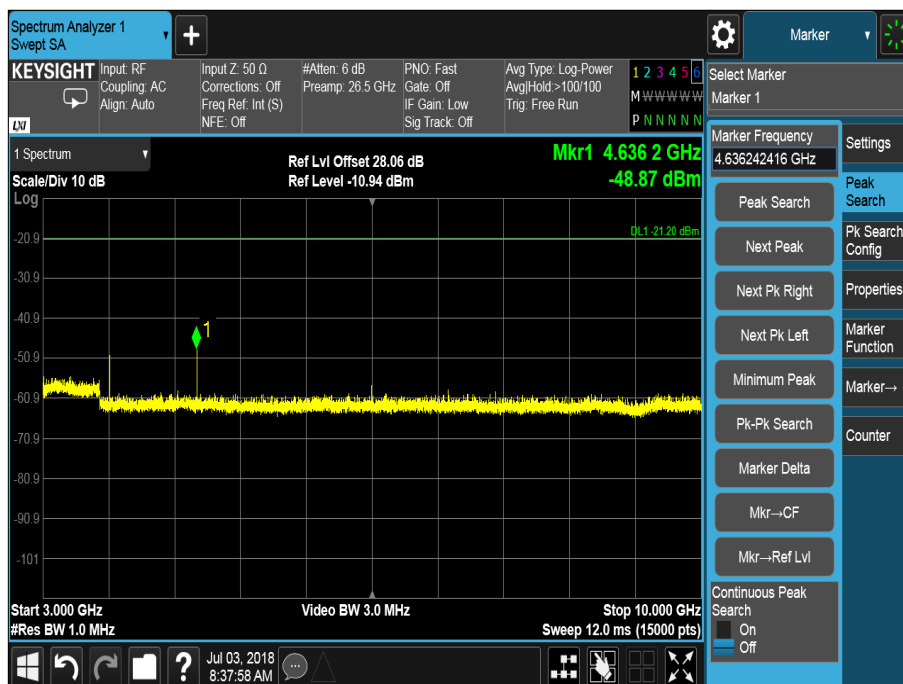 Spectrum Analyzer 1
Swept SA
Marker
KEYSIGHT
Input: RF
Coupling: AC
Align: Auto
Input Z: 50 Ω
Corrections: Off
Freq Ref: Int (S)
NFE: Off
#Atten: 6 dB
Preamp: 26.5 GHz
PNO: Fast
Gate: Off
IF Gain: Low
Sig Track: Off
Avg Type: Log-Power
Avg|Hold:>100/100
Trig: Free Run
1 2 3 4 5 6
M W W W W W
P N N N N N
LXI
Select Marker
Marker 1
1 Spectrum
Scale/Div 10 dB
Log
Ref Lvl Offset 28.06 dB
Ref Level -10.94 dBm
Mkr1 4.636 2 GHz
-48.87 dBm
DL1 -21.20 dBm
-20.9
-30.9
-40.9
-50.9
-60.9
-70.9
-80.9
-90.9
-101
1
Start 3.000 GHz
#Res BW 1.0 MHz
Video BW 3.0 MHz
Stop 10.000 GHz
Sweep 12.0 ms (15000 pts)
Marker Frequency
4.636242416 GHz
Peak Search
Next Peak
Next Pk Right
Next Pk Left
Minimum Peak
Pk-Pk Search
Marker Delta
Mkr→CF
Mkr→Ref Lvl
Continuous Peak
Search
On
Off
Settings
Peak
Search
Pk Search
Config
Properties
Marker
Function
Marker→
Counter
?
Jul 03, 2018
8:37:58 AM